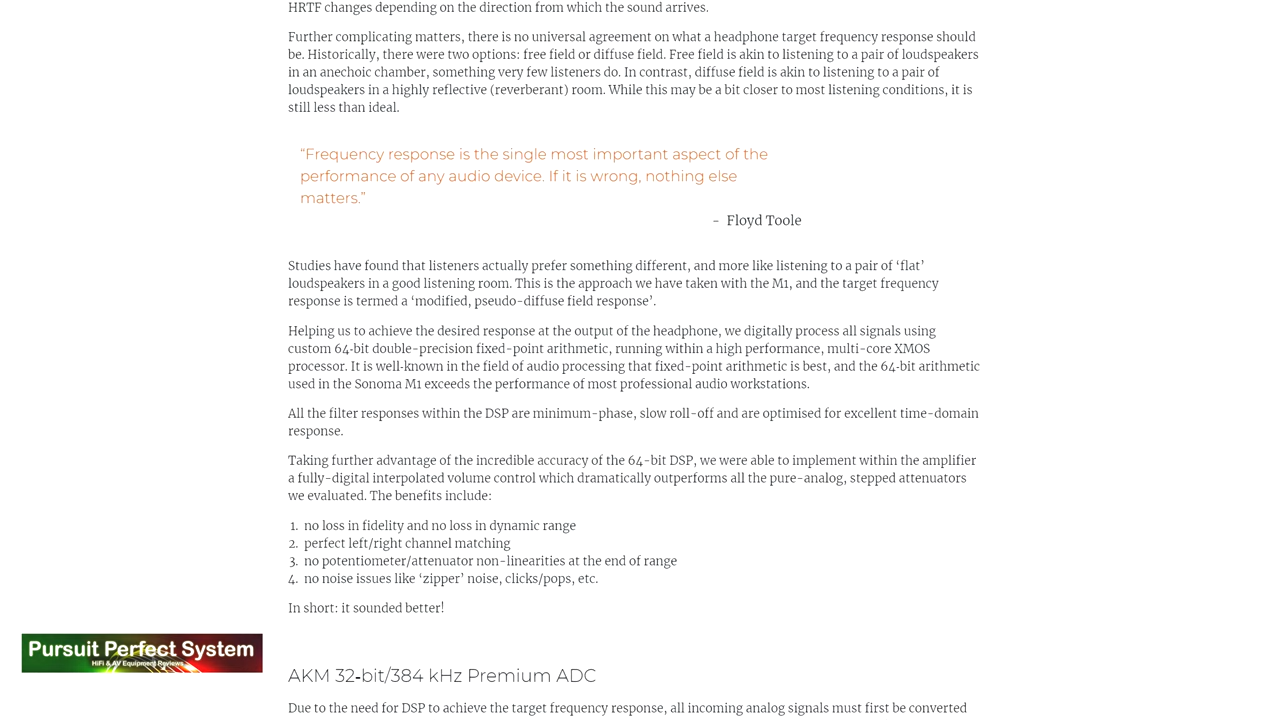 HRTF changes depending on the direction from which the sound arrives.
Further complicating matters, there is no universal agreement on what a headphone target frequency response should
be. Historically, there were two options: free field or diffuse field. Free field is akin to listening to a pair of loudspeakers
in an anechoic chamber, something very few listeners do. In contrast, diffuse field is akin to listening to a pair of
loudspeakers in a highly reflective (reverberant) room. While this may be a bit closer to most listening conditions, it is
still less than ideal.
“Frequency response is the single most important aspect of the
performance of any audio device. If it is wrong, nothing else
matters.”
- Floyd Toole
Studies have found that listeners actually prefer something different, and more like listening to a pair of ‘flat’
loudspeakers in a good listening room. This is the approach we have taken with the M1, and the target frequency
response is termed a ‘modified, pseudo-diffuse field response’.
Helping us to achieve the desired response at the output of the headphone, we digitally process all signals using
custom 64-bit double-precision fixed-point arithmetic, running within a high performance, multi-core XMOS
processor. It is well-known in the field of audio processing that fixed-point arithmetic is best, and the 64-bit arithmetic
used in the Sonoma M1 exceeds the performance of most professional audio workstations.
All the filter responses within the DSP are minimum-phase, slow roll-off and are optimised for excellent time-domain
response.
Taking further advantage of the incredible accuracy of the 64-bit DSP, we were able to implement within the amplifier
a fully-digital interpolated volume control which dramatically outperforms all the pure-analog, stepped attenuators
we evaluated. The benefits include:
1. no loss in fidelity and no loss in dynamic range
2. perfect left/right channel matching
3. no potentiometer/attenuator non-linearities at the end of range
4. no noise issues like ‘zipper’ noise, clicks/pops, etc.
In short: it sounded better!
Pursuit Perfect System
HiFi & AV Equipment Reviews
AKM 32-bit/384 kHz Premium ADC
Due to the need for DSP to achieve the target frequency response, all incoming analog signals must first be converted